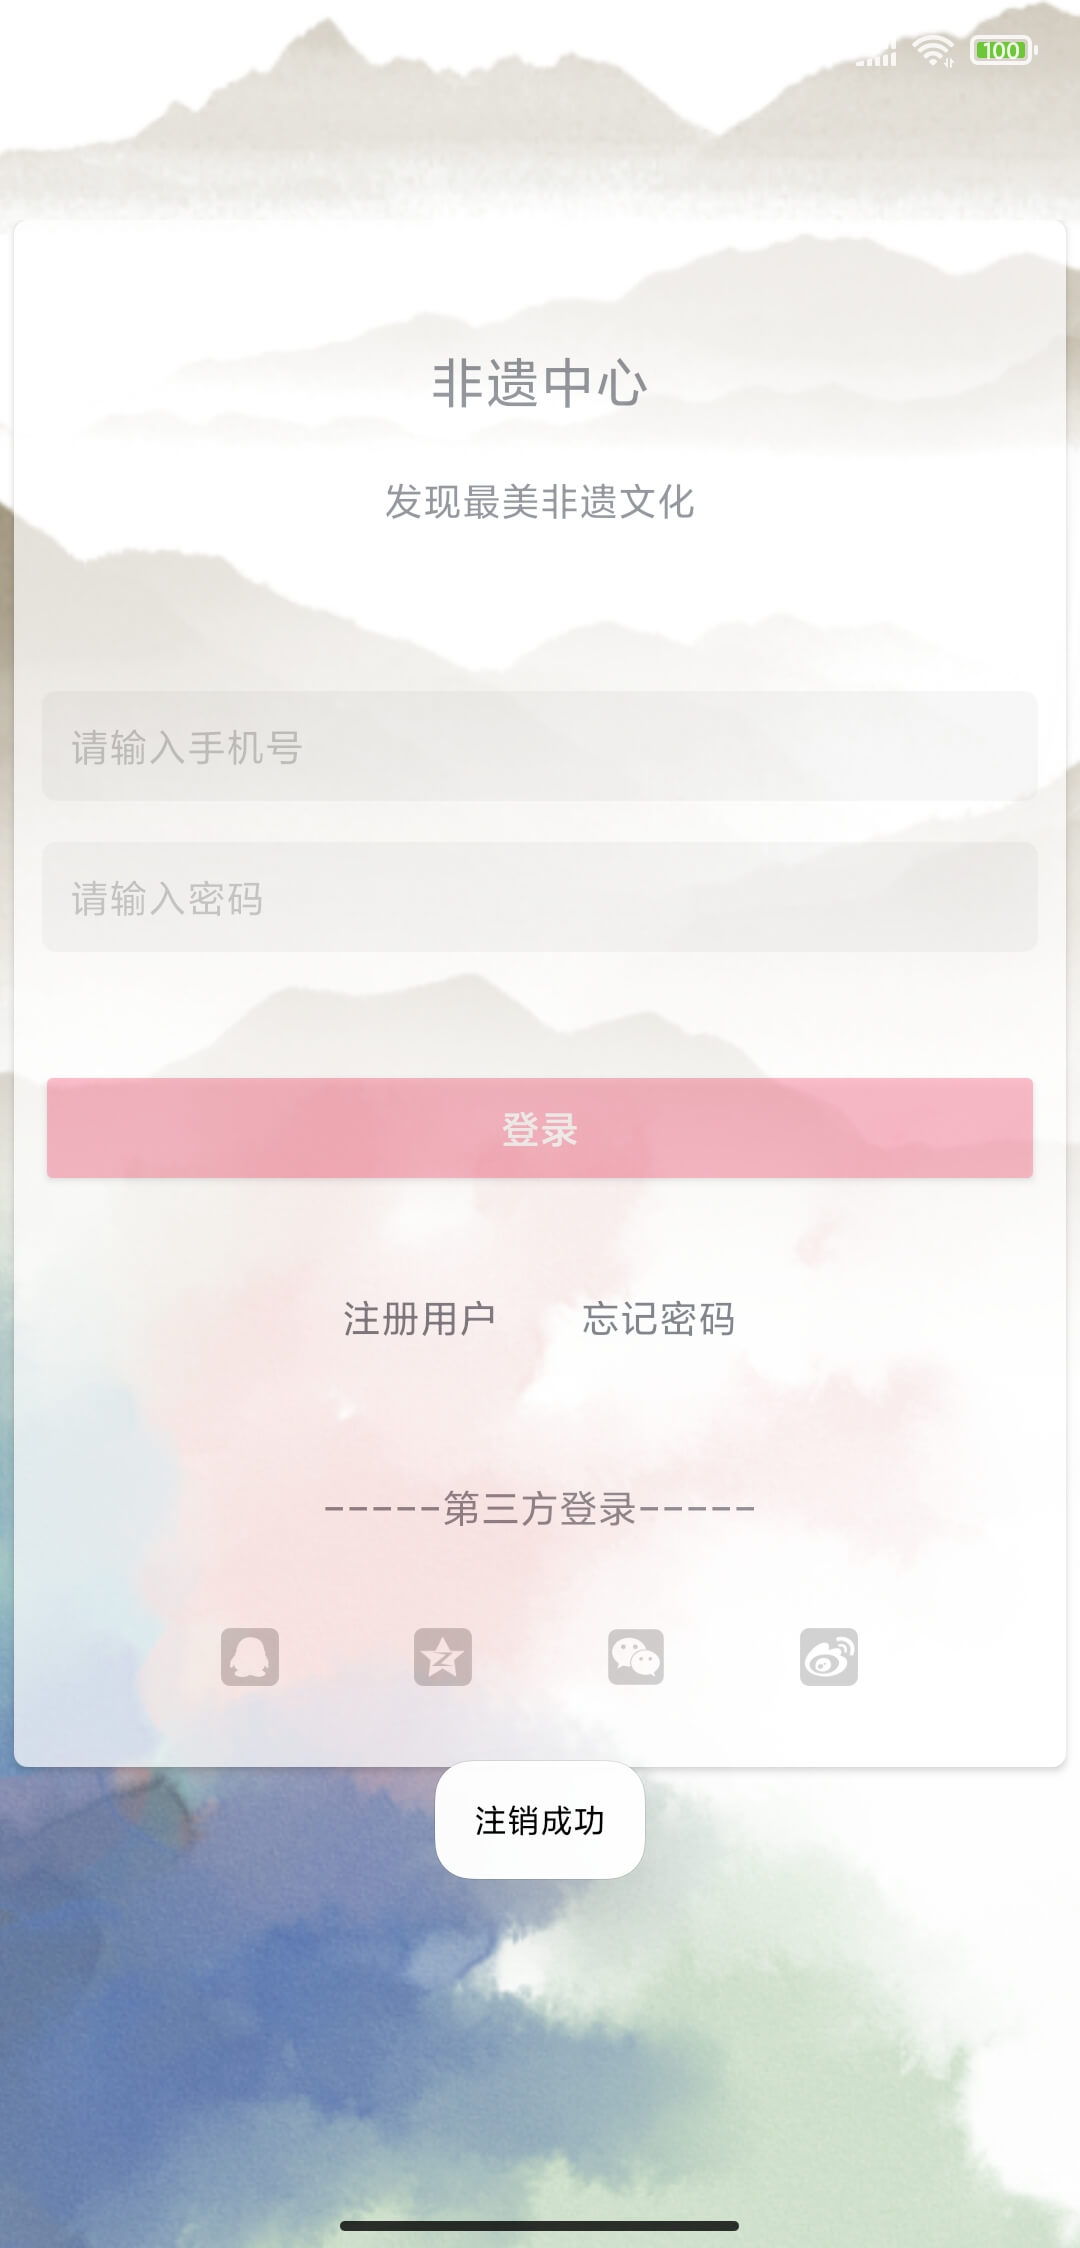 100
非遗中心
发现最美非遗文化
请输入手机号
请输入密码
登录
注册用户 忘记密码
-----第三方登录-----
注销成功